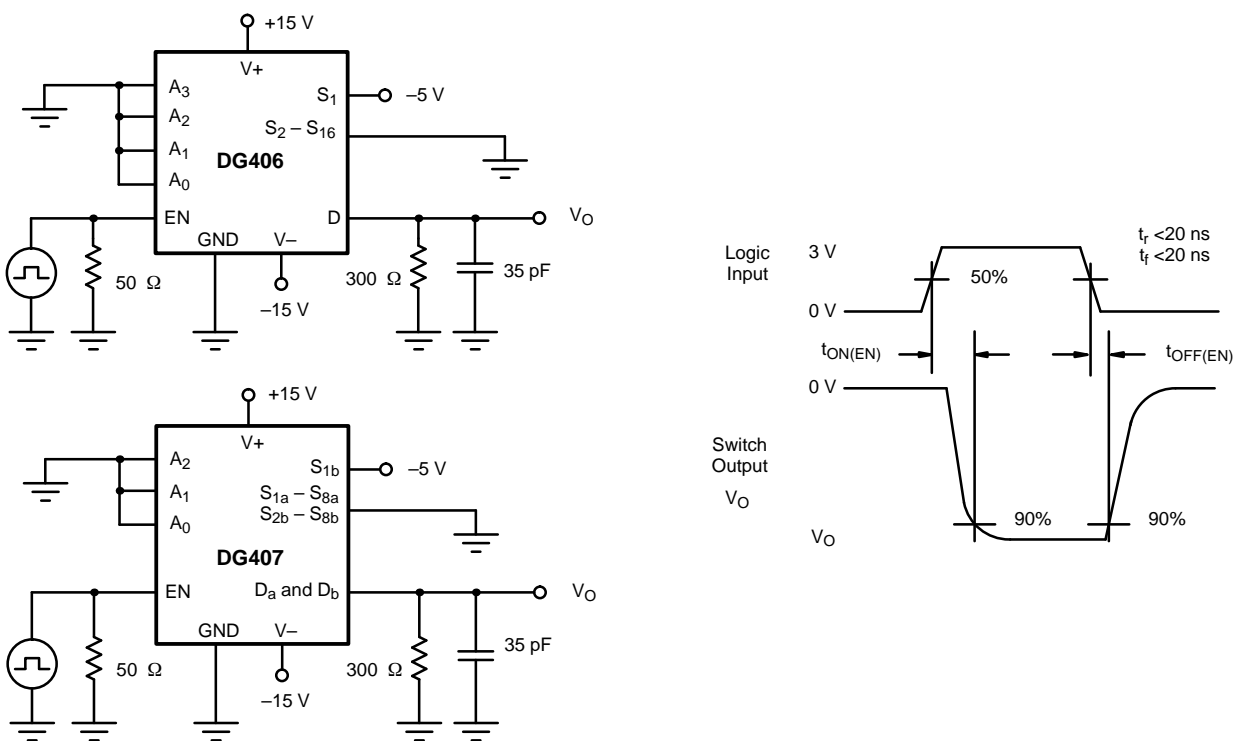 +15 V
V+
A3
A2
A1
A0
S1
–5 V
S2 – S16
DG406
EN
D
VO
GND
V–
50 Ω
–15 V
300 Ω
35 pF
+15 V
V+
A2
A1
A0
S1b
–5 V
S1a – S8a
S2b – S8b
DG407
EN
Da and Db
VO
GND
V–
50 Ω
–15 V
300 Ω
35 pF
Logic
Input
3 V
50%
tr <20 ns
tf <20 ns
0 V
tON(EN)
tOFF(EN)
0 V
Switch
Output
VO
VO
90%
90%